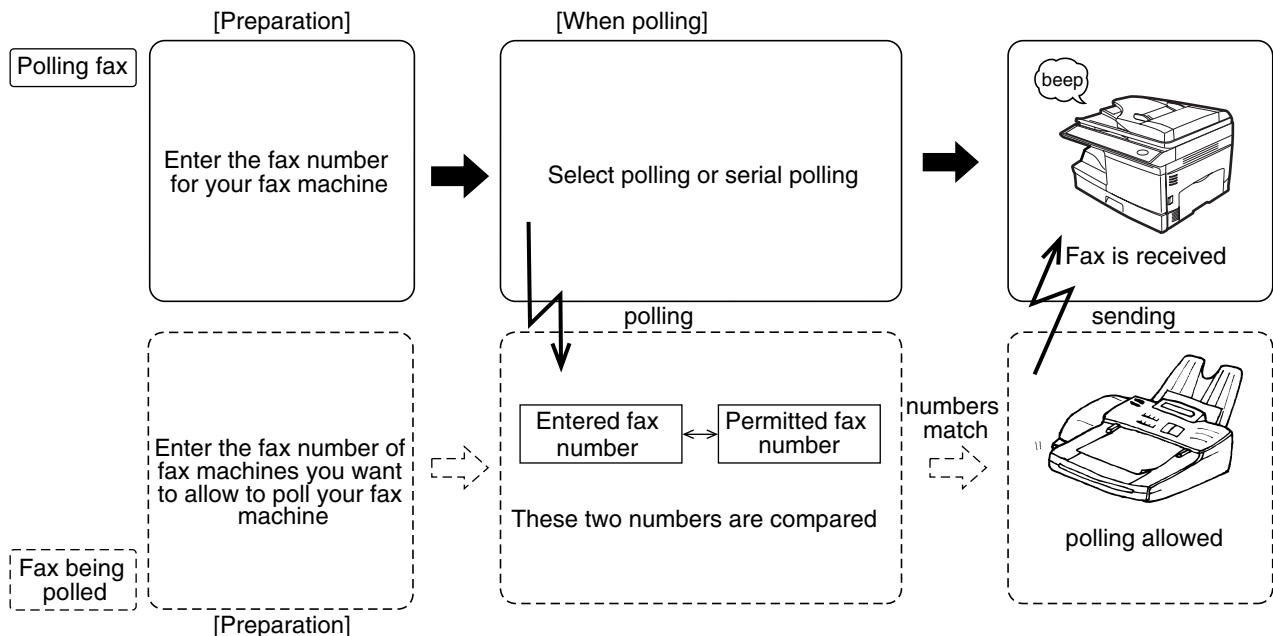 [Preparation]
[When polling]
Polling fax
Enter the fax number
for your fax machine
Select polling or serial polling
beep
Fax is received
polling
sending
Enter the fax number of
fax machines you want
to allow to poll your fax
machine
Entered fax
number
Permitted fax
number
These two numbers are compared
numbers
match
polling allowed
Fax being
polled
[Preparation]